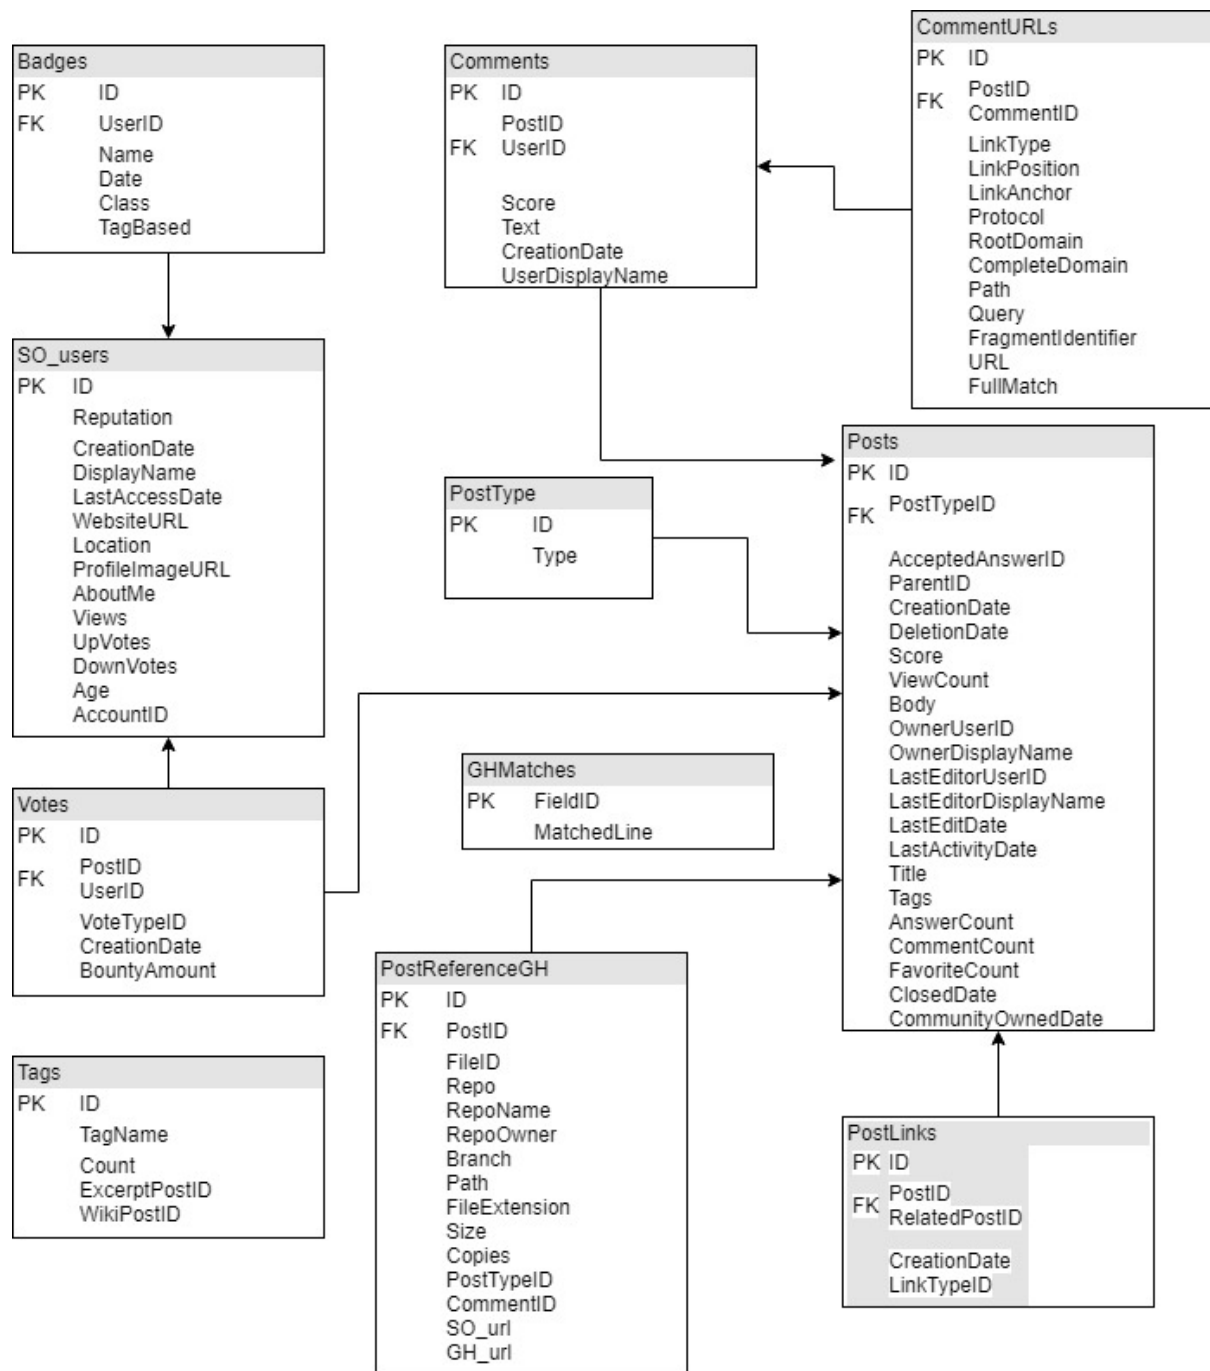 Badges
PK ID
FK UserID
Name
Date
Class
TagBased
Comments
PK ID
PostID
FK UserID
Score
Text
CreationDate
UserDisplayName
CommentURLs
PK ID
PostID
FK
CommentID
LinkType
LinkPosition
LinkAnchor
Protocol
RootDomain
CompleteDomain
Path
Query
FragmentIdentifier
URL
FullMatch
SO_users
PK ID
Reputation
CreationDate
DisplayName
LastAccessDate
WebsiteURL
Location
ProfileImageURL
AboutMe
Views
UpVotes
DownVotes
Age
AccountID
PostType
PK ID
Type
Posts
PK ID
PostTypeID
FK
AcceptedAnswerID
ParentID
CreationDate
DeletionDate
Score
ViewCount
Body
OwnerUserID
OwnerDisplayName
LastEditorUserID
LastEditorDisplayName
LastEditDate
LastActivityDate
Title
Tags
AnswerCount
CommentCount
FavoriteCount
ClosedDate
CommunityOwnedDate
GHMatches
PK FieldID
MatchedLine
Votes
PK ID
PostID
FK
UserID
VoteTypeID
CreationDate
BountyAmount
PostReferenceGH
PK ID
FK PostID
FileID
Repo
RepoName
RepoOwner
Branch
Path
FileExtension
Size
Copies
PostTypeID
CommentID
SO_url
GH_url
Tags
PK ID
TagName
Count
ExcerptPostID
WikiPostID
PostLinks
PK ID
PostID
FK
RelatedPostID
CreationDate
LinkTypeID